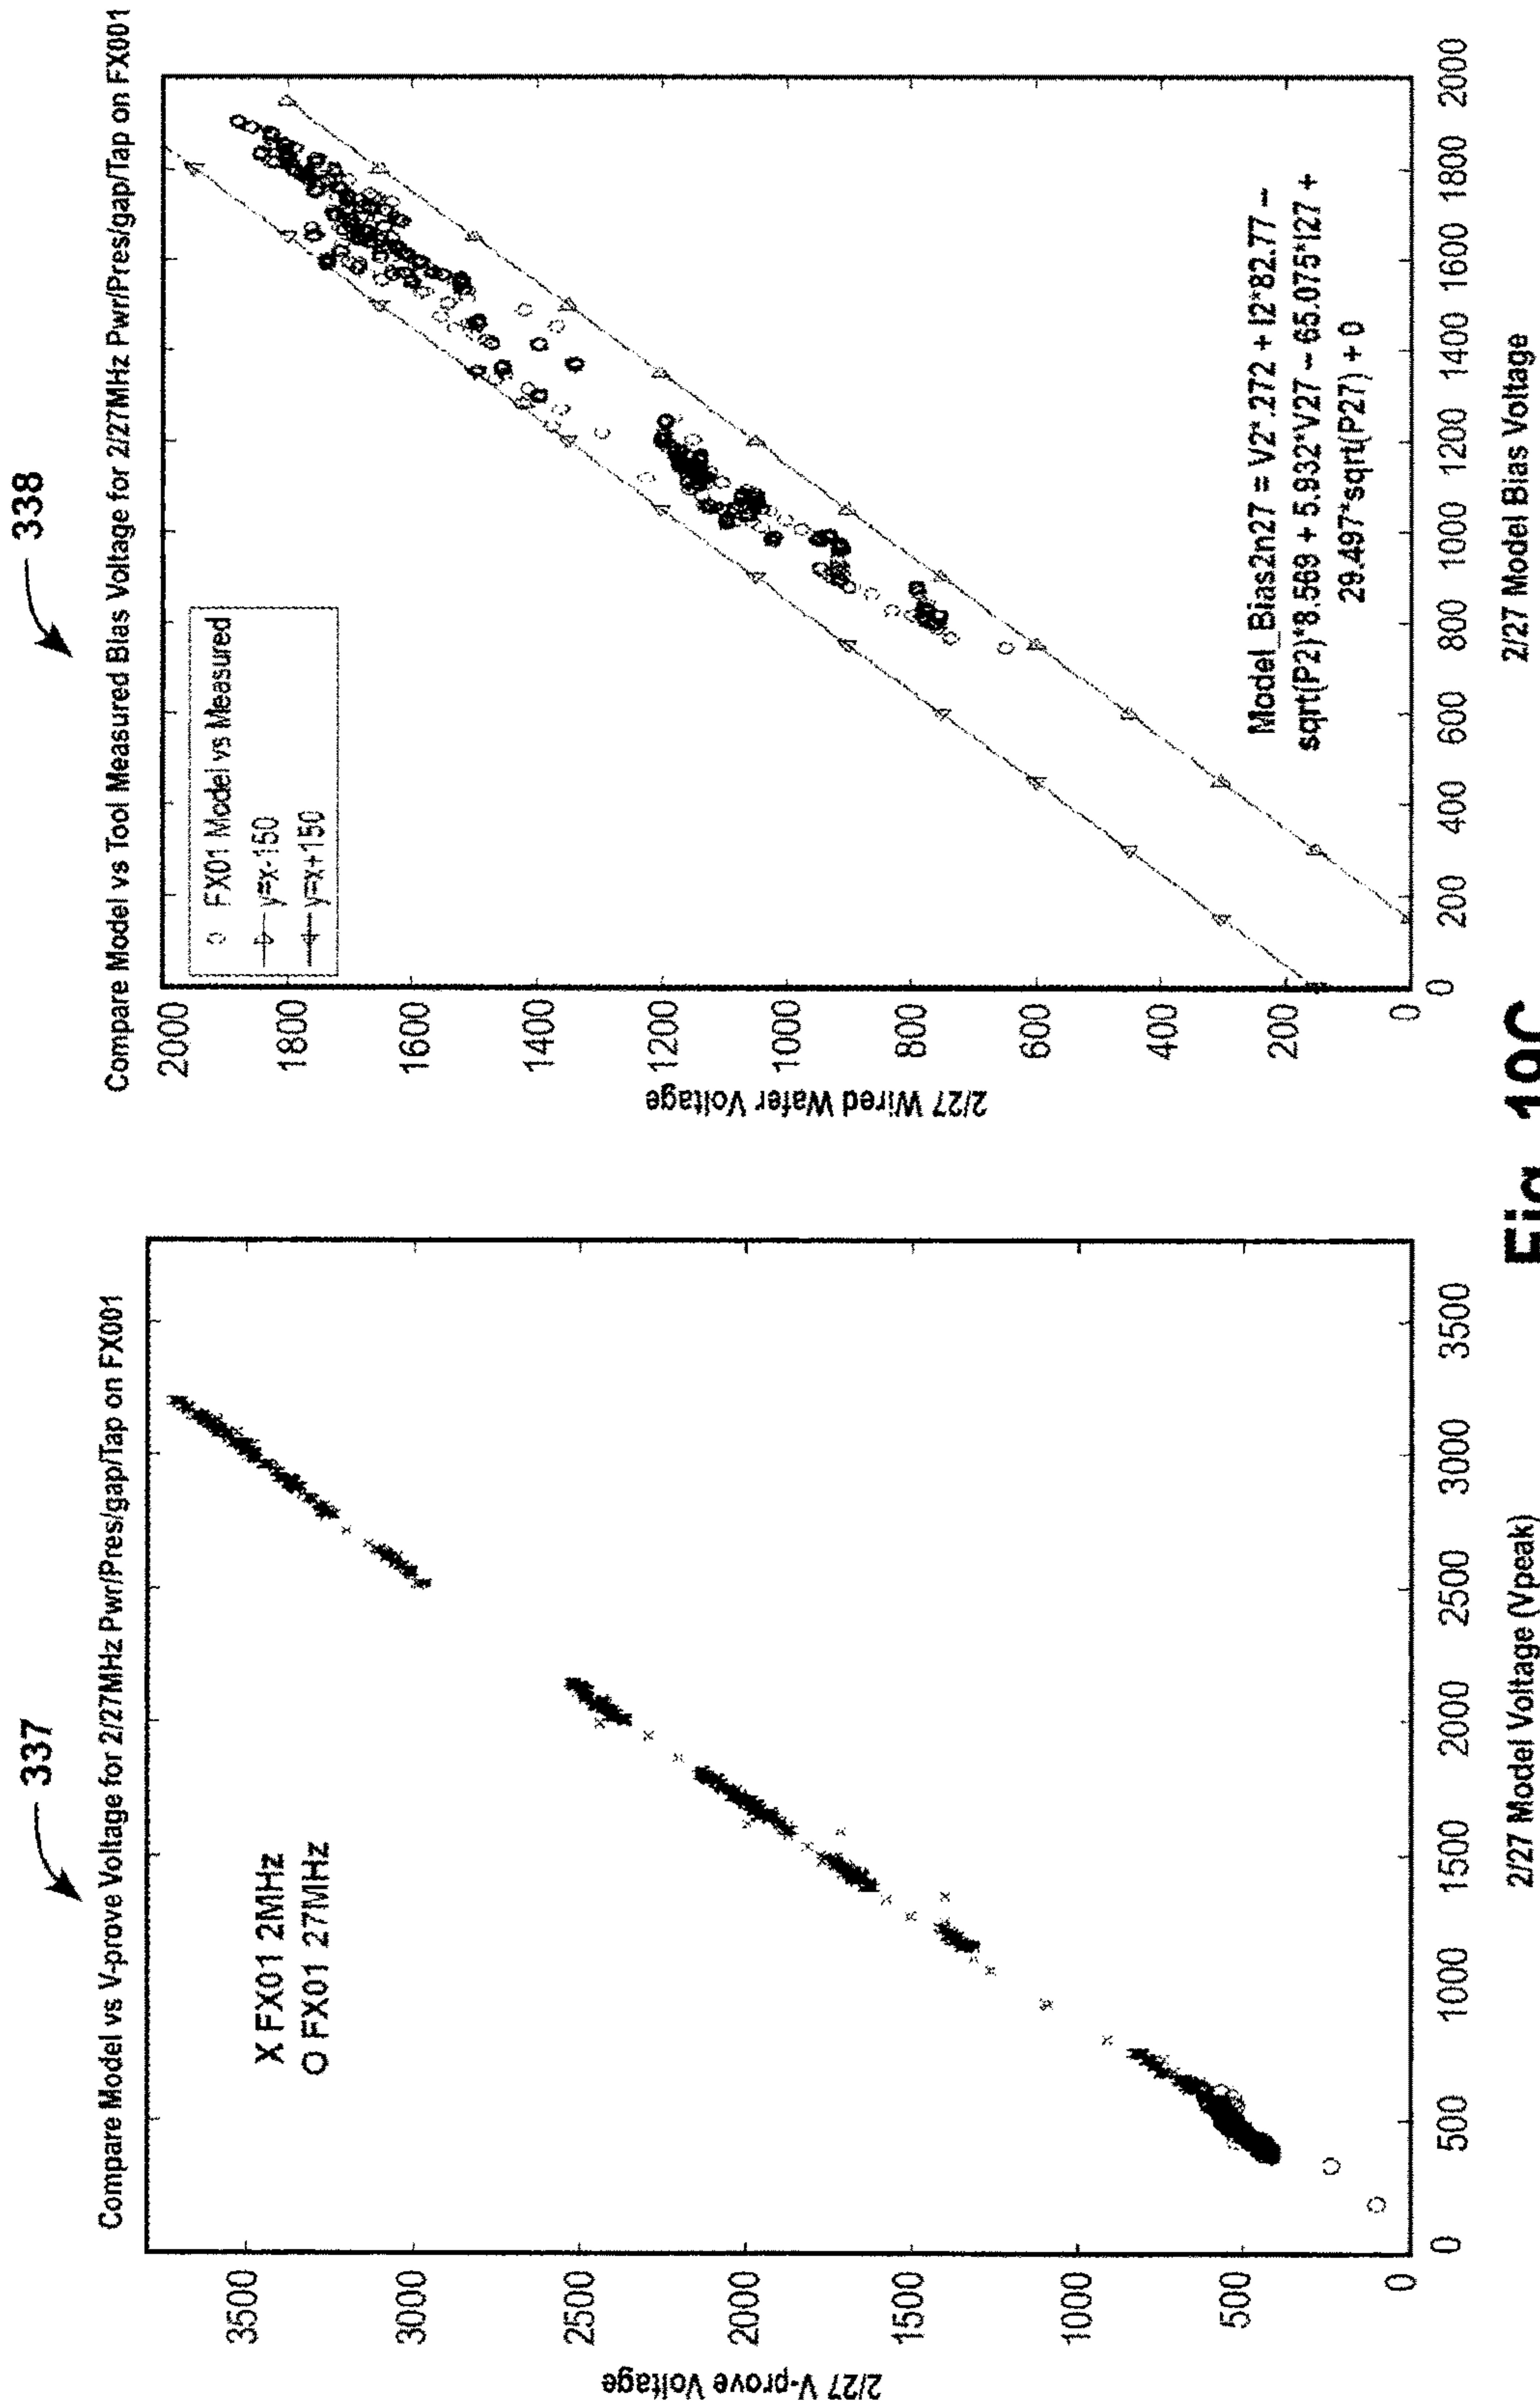 337
Compare Model vs V-prove Voltage for 2/27MHz Pwr/Pres/gap/Tap on FX001
X FX01 2MHz
O FX01 27MHz
3500
3000
2500
2000
1500
1000
500
0
2/27 V-prove Voltage
0
500
1000
1500
2000
2500
3000
3500
2/27 Model Voltage (Vpeak)
338
Compare Model vs Tool Measured Bias Voltage for 2/27MHz Pwr/Pres/gap/Tap on FX001
FX01 Model vs Measured
y=x-150
y=x+150
2000
1800
1600
1400
1200
1000
800
600
400
200
0
2/27 Wired Wafer Voltage
Model_Bias2n27 = V2*.272 + I2*82.77 –
sqrt(P2)*8.569 + 5.932*V27 – 65.075*I27 +
29.497*sqrt(P27) + 0
0
200
400
600
800
1000
1200
1400
1600
1800
2000
2/27 Model Bias Voltage
Fig. 19C